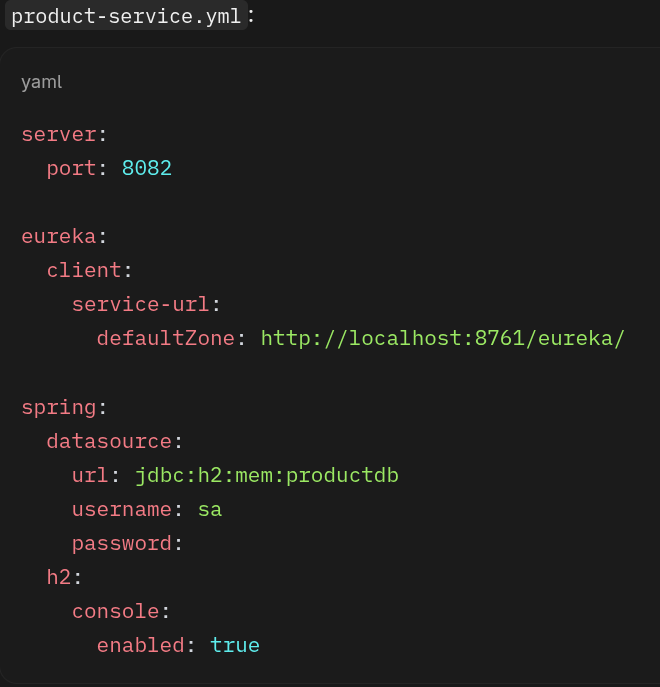 product-service.yml:
yaml
server:
  port: 8082
eureka:
  client:
    service-url:
      defaultZone: http://localhost:8761/eureka/
spring:
  datasource:
    url: jdbc:h2:mem:productdb
    username: sa
    password:
  h2:
    console:
      enabled: true